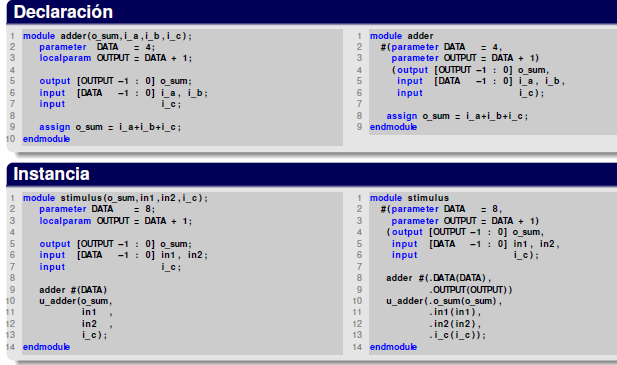 Declaración
1 module adder(o_sum,i_a,i_b,i_c);
2 parameter DATA = 4;
3 localparam OUTPUT = DATA + 1;
4
5 output [OUTPUT −1 : 0] o_sum;
6 input [DATA −1 : 0] i_a, i_b;
7 input i_c;
8
9 assign o_sum = i_a+i_b+i_c;
10 endmodule
1 module adder
2 #(parameter DATA = 4,
3 parameter OUTPUT = DATA + 1)
4 (output [OUTPUT −1 : 0] o_sum,
5 input [DATA −1 : 0] i_a, i_b,
6 input i_c);
7
8 assign o_sum = i_a+i_b+i_c;
9 endmodule
Instancia
1 module stimulus(o_sum,in1,in2,i_c);
2 parameter DATA = 8;
3 localparam OUTPUT = DATA + 1;
4
5 output [OUTPUT −1 : 0] o_sum;
6 input [DATA −1 : 0] in1, in2;
7 input i_c;
8
9 adder #(DATA)
10 u_adder(o_sum,
11 in1 ,
12 in2 ,
13 i_c);
14 endmodule
1 module stimulus
2 #(parameter DATA = 8,
3 parameter OUTPUT = DATA + 1)
4 (output [OUTPUT −1 : 0] o_sum,
5 input [DATA −1 : 0] in1, in2,
6 input i_c);
7
8 adder #(.DATA(DATA),
9 .OUTPUT(OUTPUT))
10 u_adder(.o_sum(o_sum),
11 .in1(in1),
12 .in2(in2),
13 .i_c(i_c));
14 endmodule